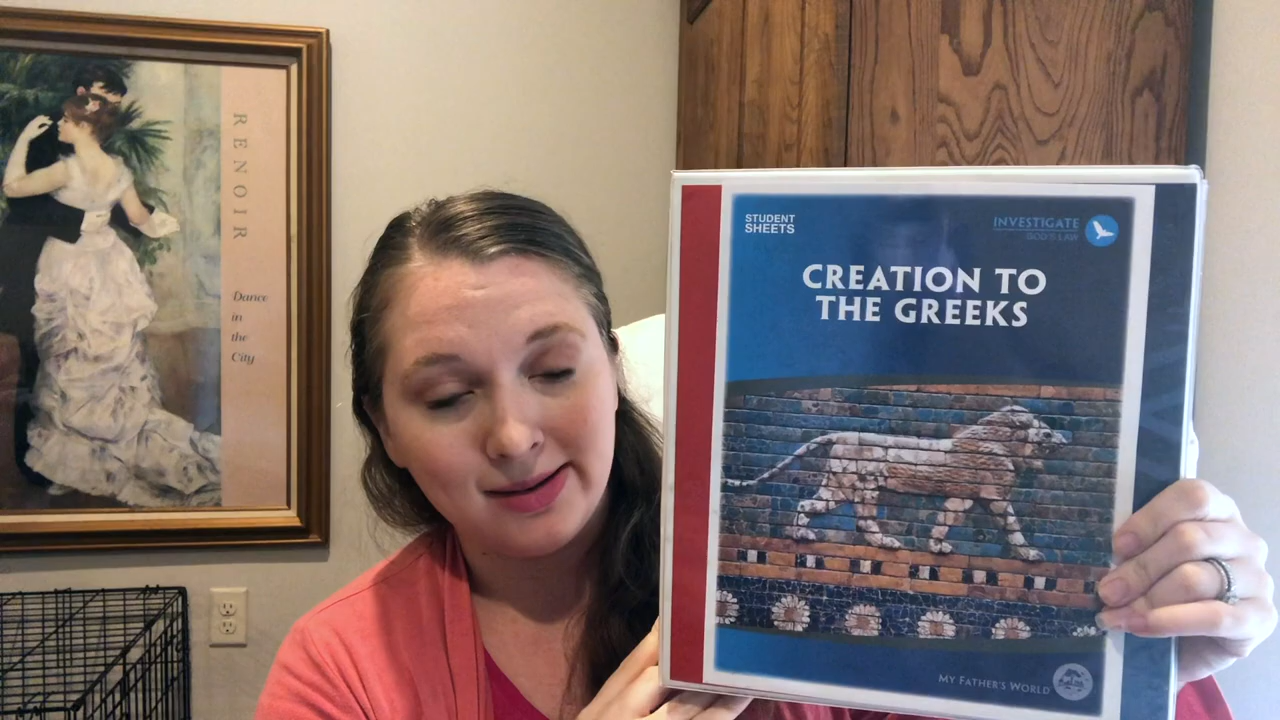 RENOIR
Dance
in
the
City
STUDENT
SHEETS
INVESTIGATE
GOD'S LAW
CREATION TO
THE GREEKS
MY FATHER'S WORLD